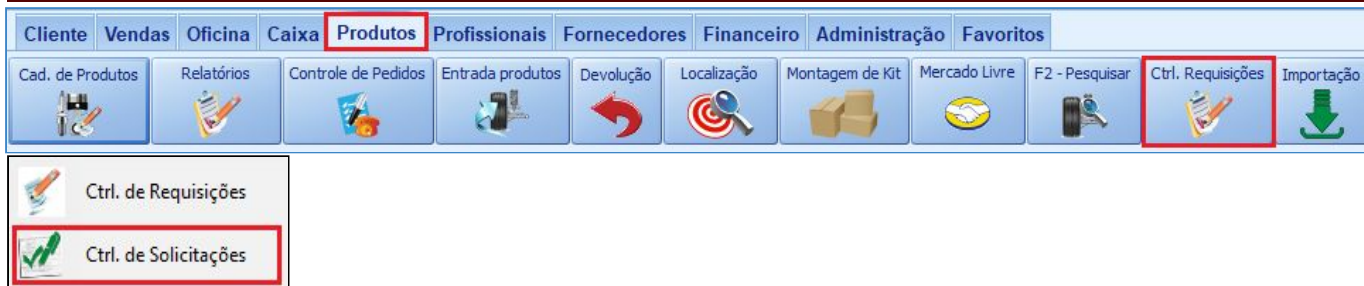 Cliente Vendas Oficina Caixa Produtos Profissionais Fornecedores Financeiro Administração Favoritos
Cad. de Produtos Relatórios Controle de Pedidos Entrada produtos Devolução Localização Montagem de Kit Mercado Livre F2 - Pesquisar Ctrl. Requisições Importação
Ctrl. de Requisições
Ctrl. de Solicitações